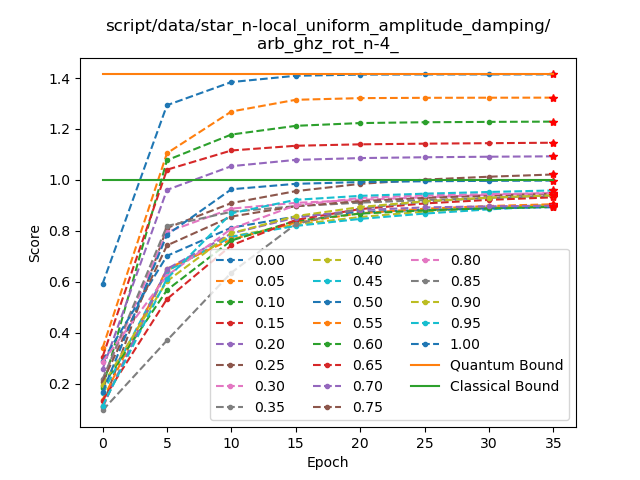 script/data/star_n-local_uniform_amplitude_damping/
arb_ghz_rot_n-4_
Score
1.4
1.2
1.0
0.8
0.6
0.4
0.2
0.00 0.40 0.80
0.05 0.45 0.85
0.10 0.50 0.90
0.15 0.55 0.95
0.20 0.60 1.00
0.25 0.65 Quantum Bound
0.30 0.70 Classical Bound
0.35 0.75
0 5 10 15 20 25 30 35
Epoch